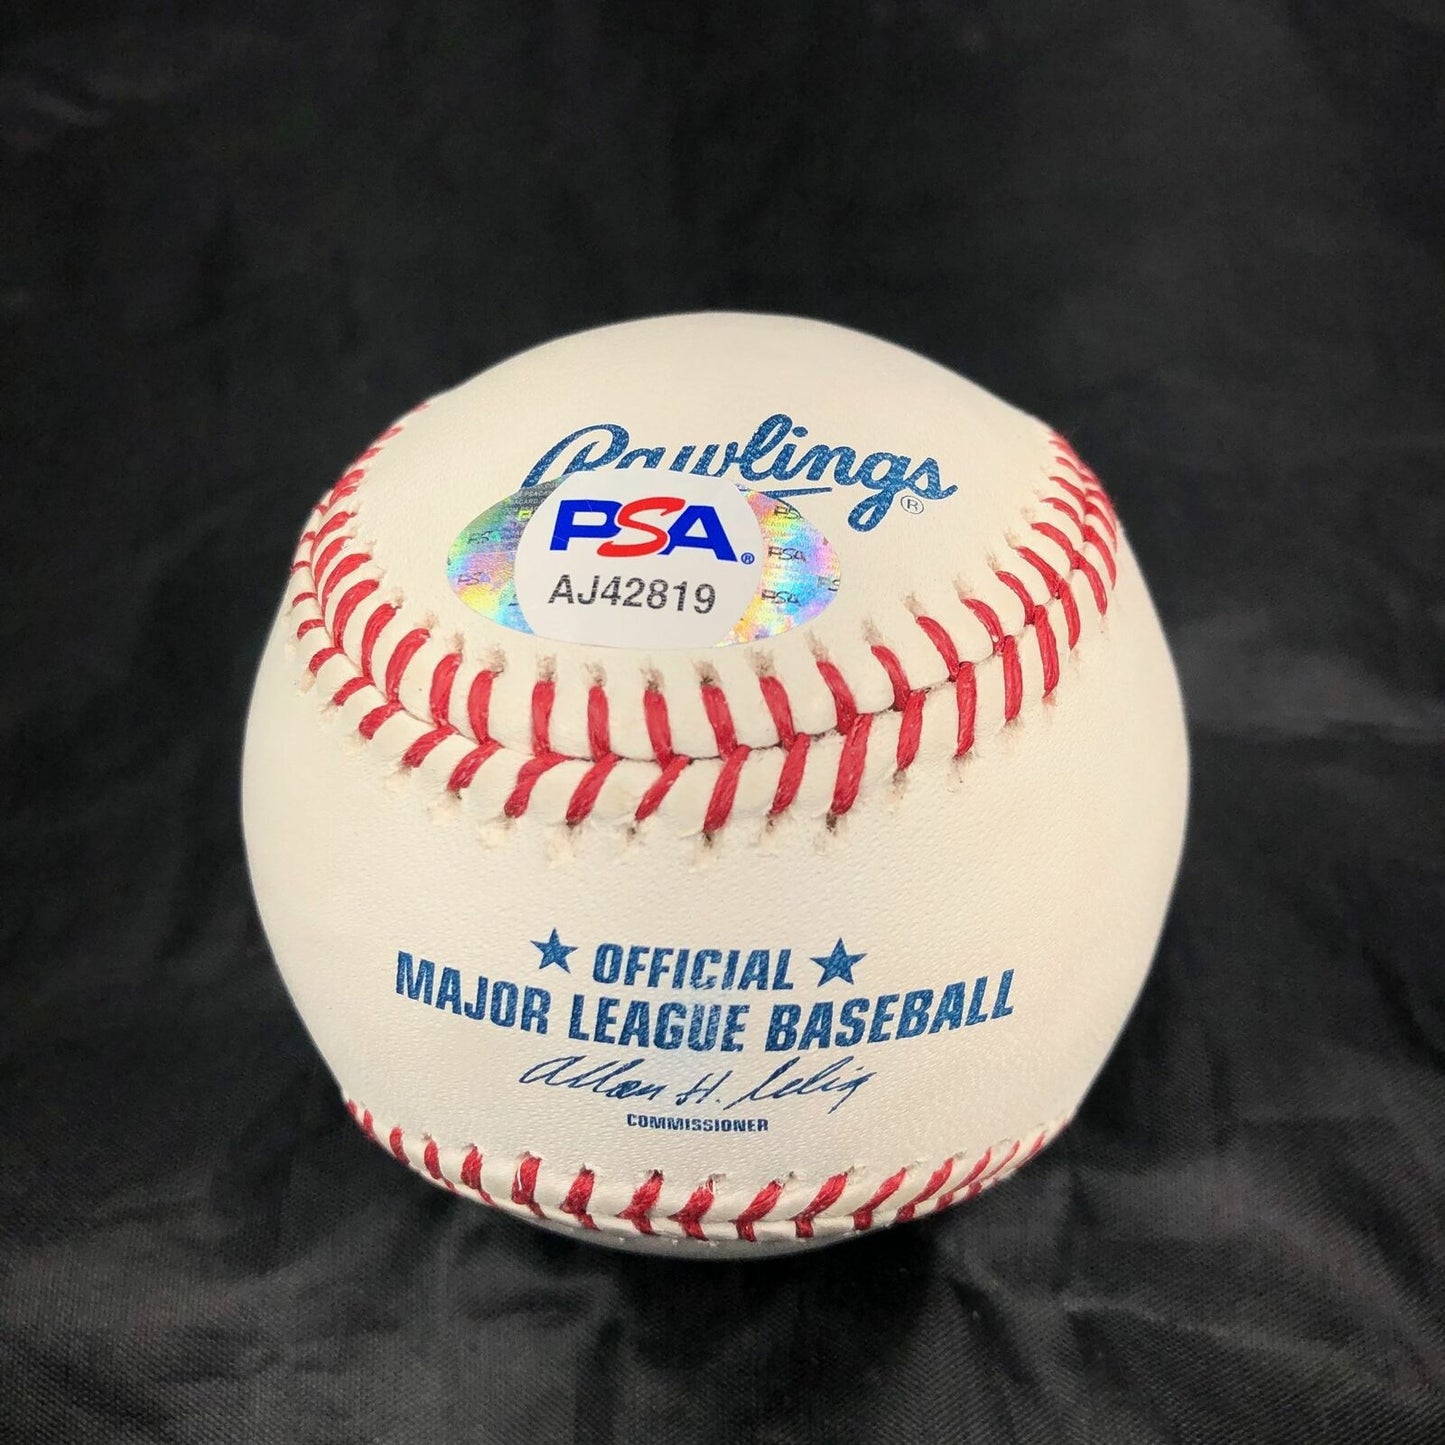 Rawlings ®
PSA ®
AJ42819
★ OFFICIAL ★
MAJOR LEAGUE BASEBALL
Allan H. Selig
COMMISSIONER